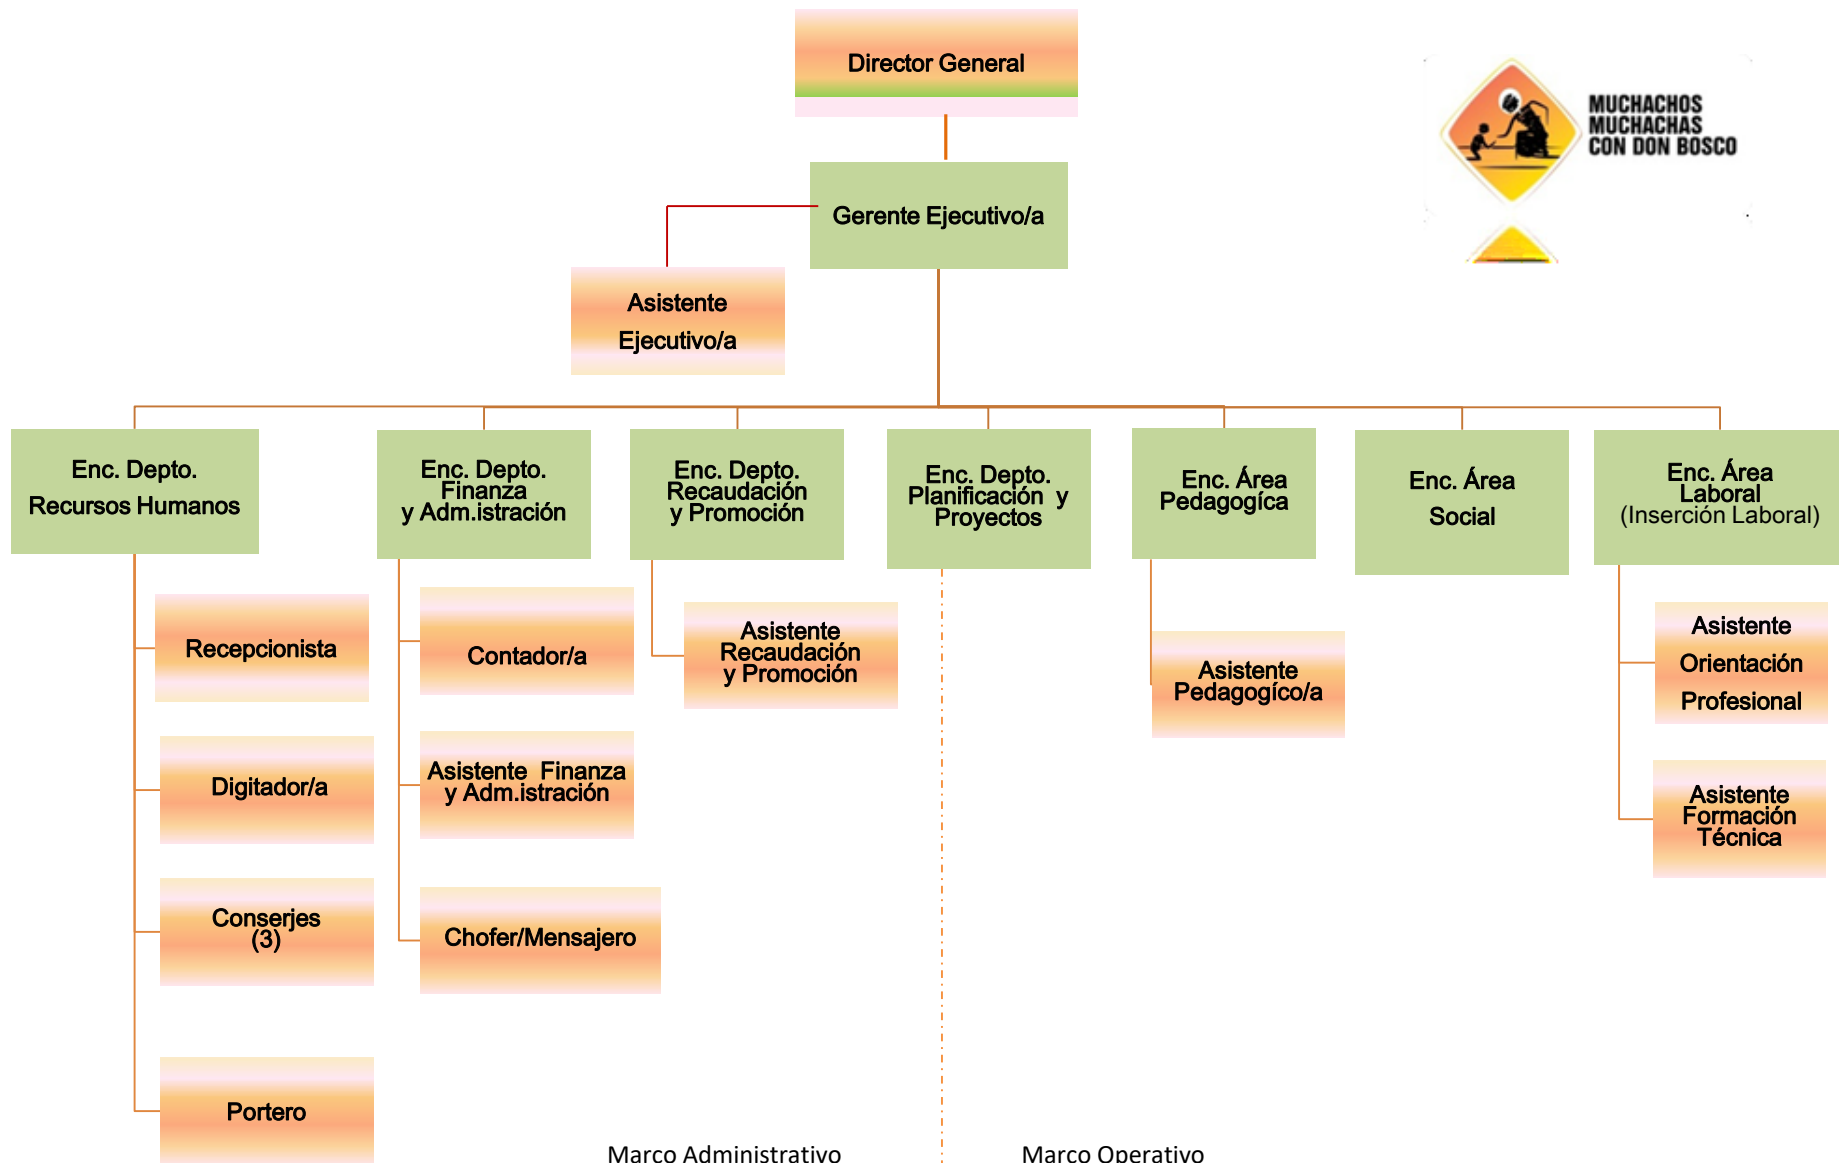 Director General
MUCHACHOS
MUCHACHAS
CON DON BOSCO
Gerente Ejecutivo/a
Asistente
Ejecutivo/a
Enc. Depto.
Recursos Humanos
Enc. Depto.
Finanza
y Adm.istración
Enc. Depto.
Recaudación
y Promoción
Enc. Depto.
Planificación y
Proyectos
Enc. Área
Pedagogíca
Enc. Área
Social
Enc. Área
Laboral
(Inserción Laboral)
Recepcionista
Digitador/a
Conserjes
(3)
Portero
Contador/a
Asistente Finanza
y Adm.istración
Chofer/Mensajero
Asistente
Recaudación
y Promoción
Asistente
Pedagogíco/a
Asistente
Orientación
Profesional
Asistente
Formación
Técnica
Marco Administrativo
Marco Operativo